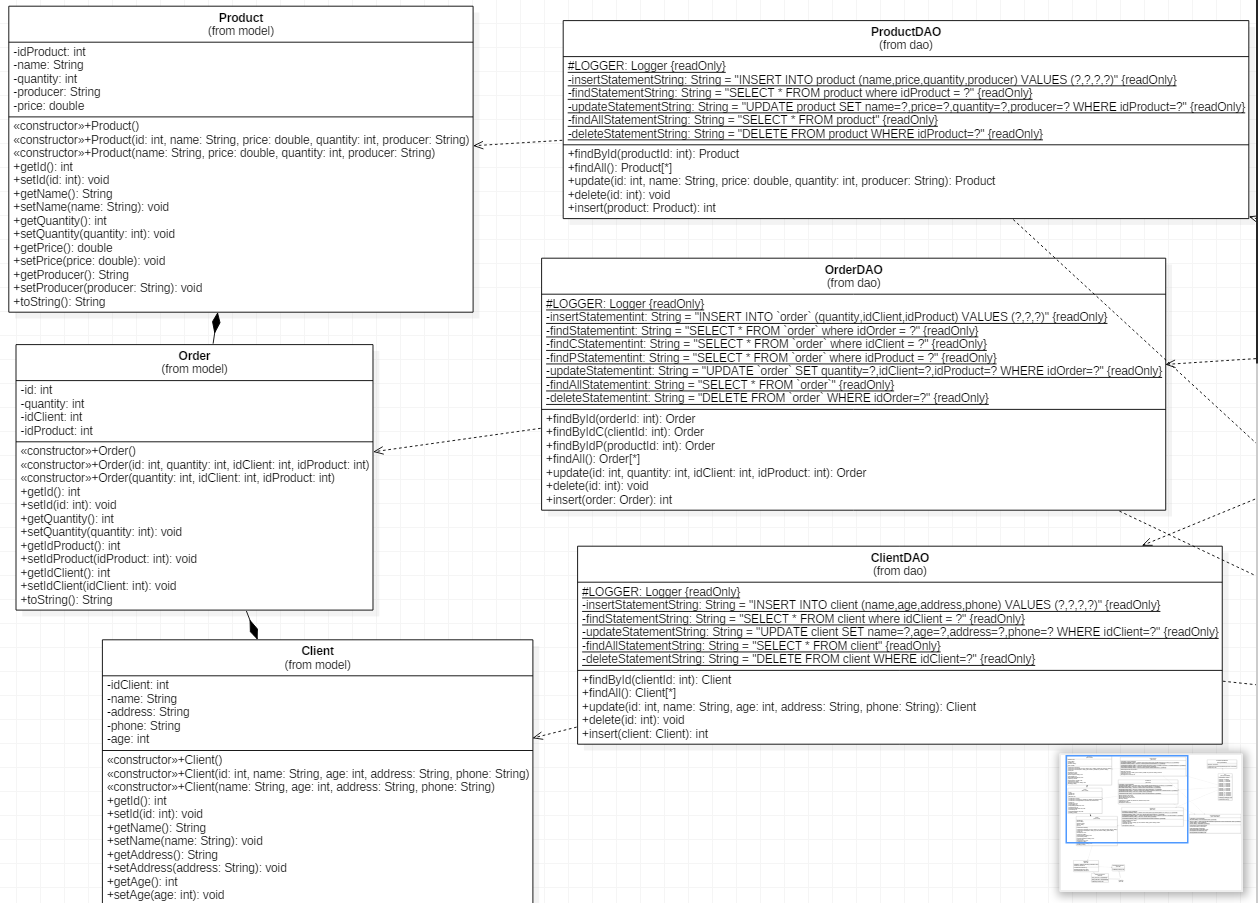 Product
(from model)
-idProduct: int
-name: String
-quantity: int
-producer: String
-price: double
«constructor»+Product()
«constructor»+Product(id: int, name: String, price: double, quantity: int, producer: String)
«constructor»+Product(name: String, price: double, quantity: int, producer: String)
+getId(): int
+setId(id: int): void
+getName(): String
+setName(name: String): void
+getQuantity(): int
+setQuantity(quantity: int): void
+getPrice(): double
+setPrice(price: double): void
+getProducer(): String
+setProducer(producer: String): void
+toString(): String
Order
(from model)
-id: int
-quantity: int
-idClient: int
-idProduct: int
«constructor»+Order()
«constructor»+Order(id: int, quantity: int, idClient: int, idProduct: int)
«constructor»+Order(quantity: int, idClient: int, idProduct: int)
+getId(): int
+setId(id: int): void
+getQuantity(): int
+setQuantity(quantity: int): void
+getIdProduct(): int
+setIdProduct(idProduct: int): void
+getIdClient(): int
+setIdClient(idClient: int): void
+toString(): String
Client
(from model)
-idClient: int
-name: String
-address: String
-phone: String
-age: int
«constructor»+Client()
«constructor»+Client(id: int, name: String, age: int, address: String, phone: String)
«constructor»+Client(name: String, age: int, address: String, phone: String)
+getId(): int
+setId(id: int): void
+getName(): String
+setName(name: String): void
+getAddress(): String
+setAddress(address: String): void
+getAge(): int
+setAge(age: int): void
ProductDAO
(from dao)
#LOGGER: Logger {readOnly}
-insertStatementString: String = "INSERT INTO product (name,price,quantity,producer) VALUES (?,?,?,?)" {readOnly}
-findStatementString: String = "SELECT * FROM product where idProduct = ?" {readOnly}
-updateStatementString: String = "UPDATE product SET name=?,price=?,quantity=?,producer=? WHERE idProduct=?" {readOnly}
-findAllStatementString: String = "SELECT * FROM product" {readOnly}
-deleteStatementString: String = "DELETE FROM product WHERE idProduct=?" {readOnly}
+findById(productId: int): Product
+findAll(): Product[*]
+update(id: int, name: String, price: double, quantity: int, producer: String): Product
+delete(id: int): void
+insert(product: Product): int
OrderDAO
(from dao)
#LOGGER: Logger {readOnly}
-insertStatementint: String = "INSERT INTO `order` (quantity,idClient,idProduct) VALUES (?,?,?)" {readOnly}
-findStatementint: String = "SELECT * FROM `order` where idOrder = ?" {readOnly}
-findCStatementint: String = "SELECT * FROM `order` where idClient = ?" {readOnly}
-findPStatementint: String = "SELECT * FROM `order` where idProduct = ?" {readOnly}
-updateStatementint: String = "UPDATE `order` SET quantity=?,idClient=?,idProduct=? WHERE idOrder=?" {readOnly}
-findAllStatementint: String = "SELECT * FROM `order`" {readOnly}
-deleteStatementint: String = "DELETE FROM `order` WHERE idOrder=?" {readOnly}
+findById(orderId: int): Order
+findByIdC(clientId: int): Order
+findByIdP(productId: int): Order
+findAll(): Order[*]
+update(id: int, quantity: int, idClient: int, idProduct: int): Order
+delete(id: int): void
+insert(order: Order): int
ClientDAO
(from dao)
#LOGGER: Logger {readOnly}
-insertStatementString: String = "INSERT INTO client (name,age,address,phone) VALUES (?,?,?,?)" {readOnly}
-findStatementString: String = "SELECT * FROM client where idClient = ?" {readOnly}
-updateStatementString: String = "UPDATE client SET name=?,age=?,address=?,phone=? WHERE idClient=?" {readOnly}
-findAllStatementString: String = "SELECT * FROM client" {readOnly}
-deleteStatementString: String = "DELETE FROM client WHERE idClient=?" {readOnly}
+findById(clientId: int): Client
+findAll(): Client[*]
+update(id: int, name: String, age: int, address: String, phone: String): Client
+delete(id: int): void
+insert(client: Client): int